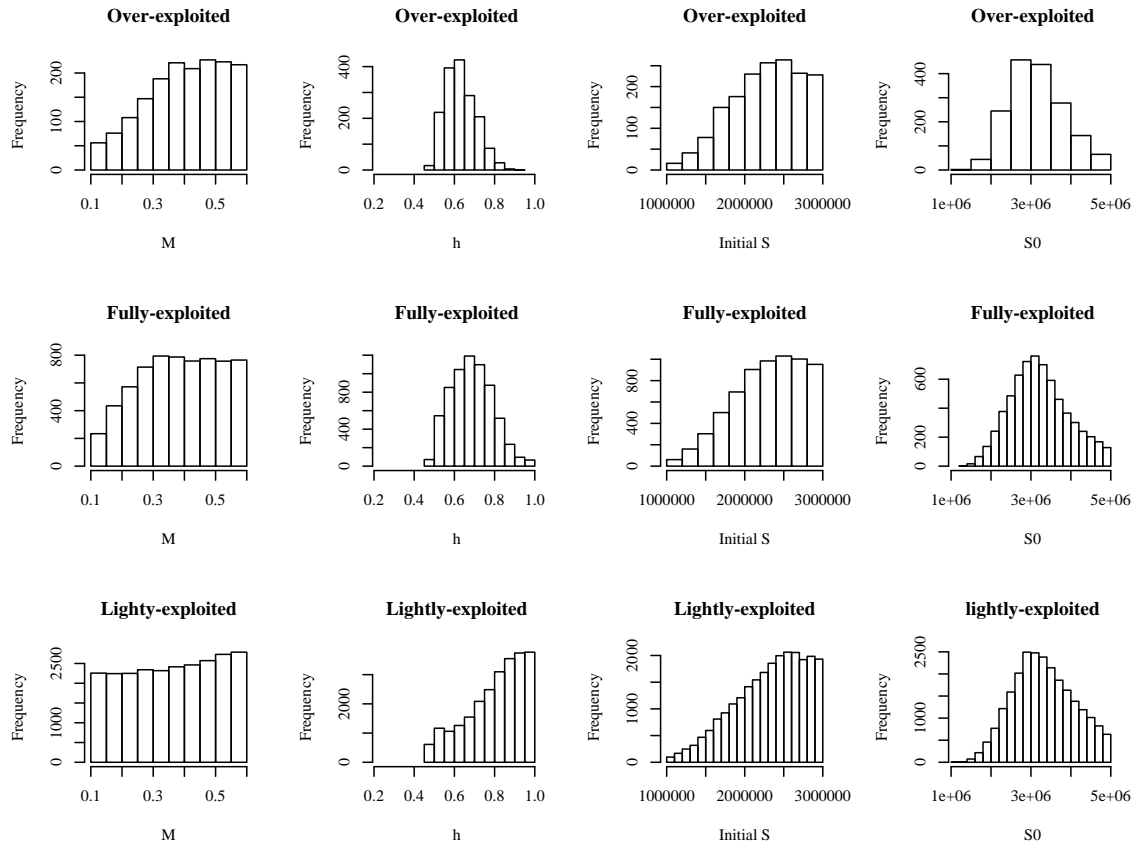 Over-exploited
Frequency
0 100 200
0.1 0.3 0.5
M
Over-exploited
Frequency
0 200 400
0.2 0.4 0.6 0.8 1.0
h
Over-exploited
Frequency
0 100 200
1000000 2000000 3000000
Initial S
Over-exploited
Frequency
0 200 400
1e+06 3e+06 5e+06
S0
Fully-exploited
Frequency
0 400 800
0.1 0.3 0.5
M
Fully-exploited
Frequency
0 400 800
0.2 0.4 0.6 0.8 1.0
h
Fully-exploited
Frequency
0 200 400 600 800
1000000 2000000 3000000
Initial S
Fully-exploited
Frequency
0 200 600
1e+06 3e+06 5e+06
S0
Lighty-exploited
Frequency
0 1000 2500
0.1 0.3 0.5
M
Lightly-exploited
Frequency
0 2000
0.2 0.4 0.6 0.8 1.0
h
Lightly-exploited
Frequency
0 1000 2000
1000000 2000000 3000000
Initial S
lightly-exploited
Frequency
0 1000 2500
1e+06 3e+06 5e+06
S0